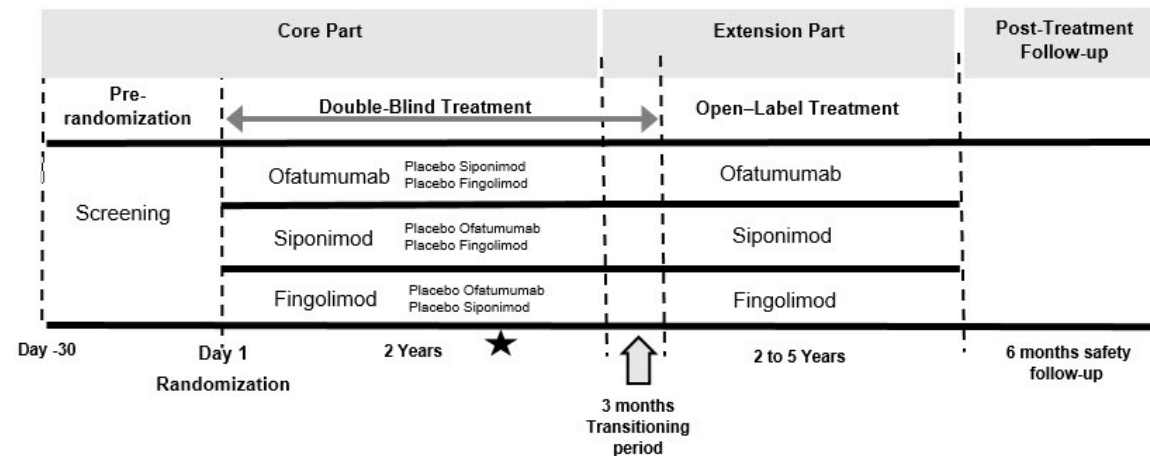 Core Part
Extension Part
Post-Treatment
Follow-up
Pre-
randomization
Double-Blind Treatment
Open–Label Treatment
Screening
Ofatumumab
Placebo Siponimod
Placebo Fingolimod
Ofatumumab
Siponimod
Placebo Ofatumumab
Placebo Fingolimod
Siponimod
Fingolimod
Placebo Ofatumumab
Placebo Siponimod
Fingolimod
Day -30
Day 1
Randomization
2 Years
3 months
Transitioning
period
2 to 5 Years
6 months safety
follow-up